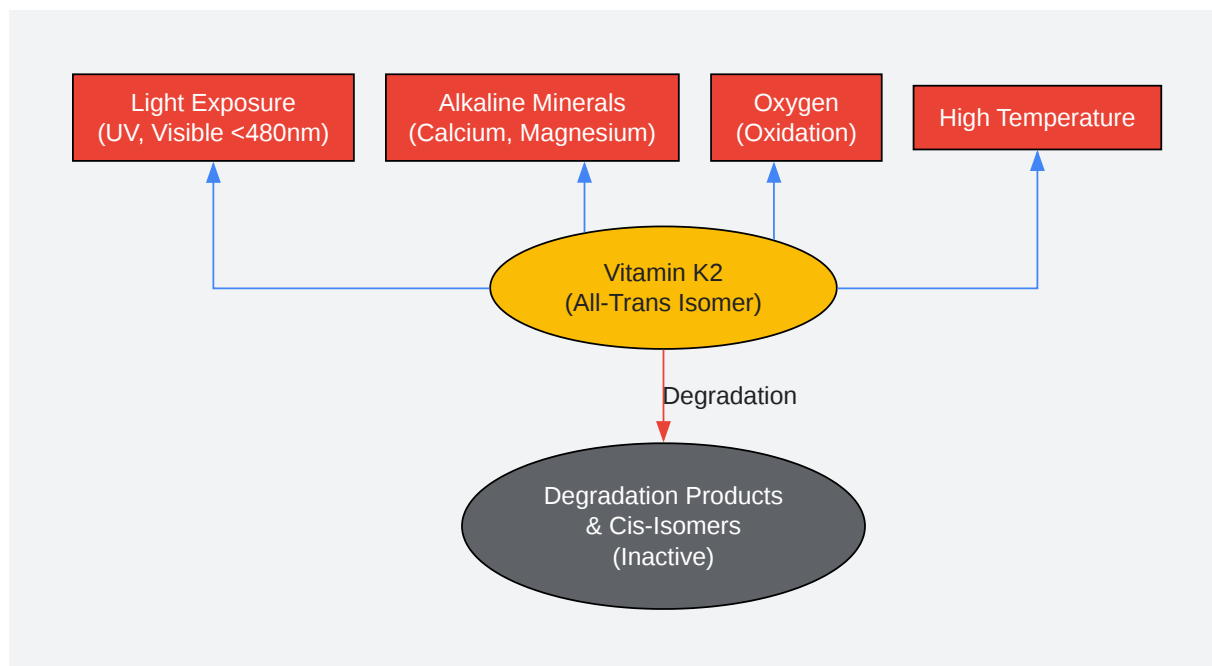 Light Exposure
(UV, Visible <480nm)
Alkaline Minerals
(Calcium, Magnesium)
Oxygen
(Oxidation)
High Temperature
Vitamin K2
(All-Trans Isomer)
Degradation
Degradation Products
& Cis-Isomers
(Inactive)